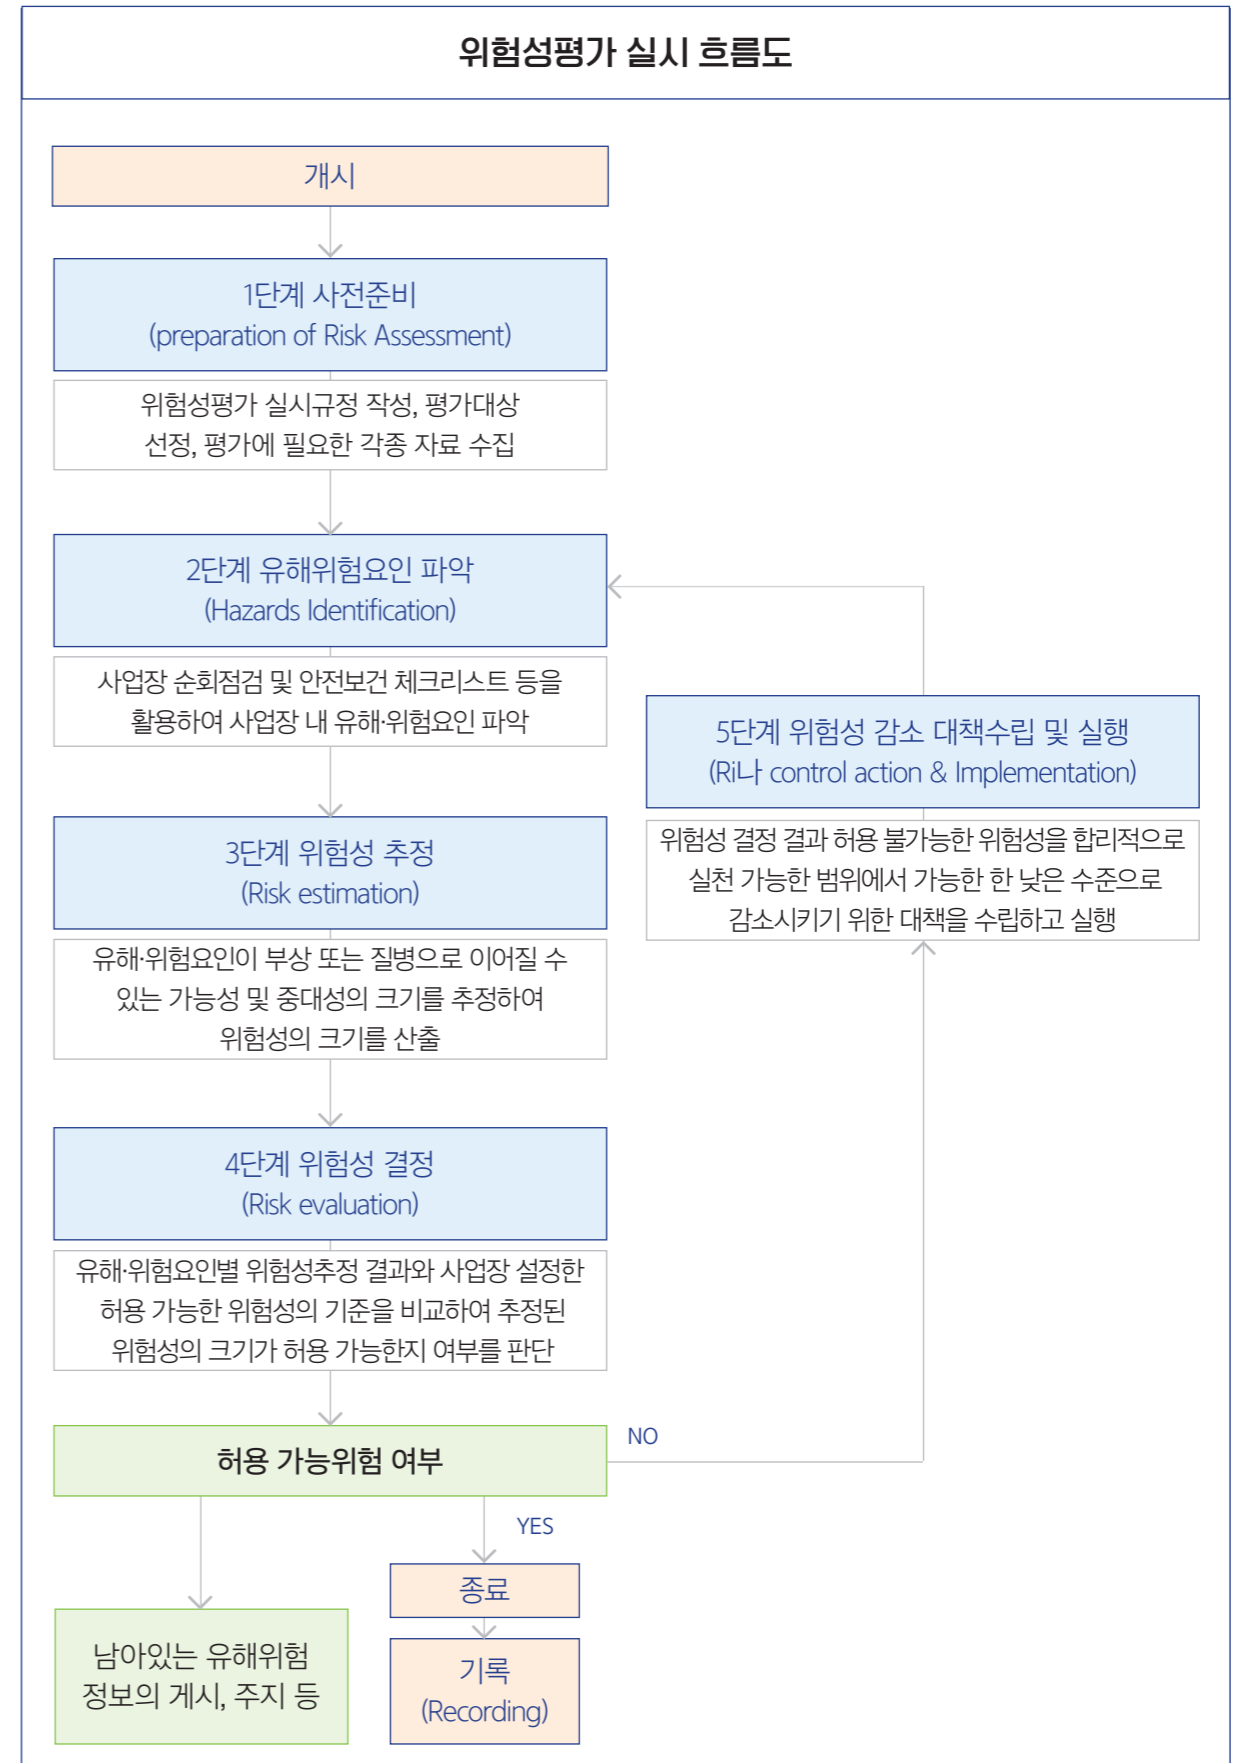 위험성평가 실시 흐름도
개시
1단계 사전준비
(preparation of Risk Assessment)
위험성평가 실시규정 작성, 평가대상
선정, 평가에 필요한 각종 자료 수집
2단계 유해위험요인 파악
(Hazards Identification)
사업장 순회점검 및 안전보건 체크리스트 등을
활용하여 사업장 내 유해·위험요인 파악
3단계 위험성 추정
(Risk estimation)
유해·위험요인이 부상 또는 질병으로 이어질 수
있는 가능성 및 중대성의 크기를 추정하여
위험성의 크기를 산출
4단계 위험성 결정
(Risk evaluation)
유해·위험요인별 위험성추정 결과와 사업장 설정한
허용 가능한 위험성의 기준을 비교하여 추정된
위험성의 크기가 허용 가능한지 여부를 판단
5단계 위험성 감소 대책수립 및 실행
(Ri나 control action & Implementation)
위험성 결정 결과 허용 불가능한 위험성을 합리적으로
실천 가능한 범위에서 가능한 한 낮은 수준으로
감소시키기 위한 대책을 수립하고 실행
허용 가능위험 여부
NO
YES
종료
기록
(Recording)
남아있는 유해위험
정보의 게시, 주지 등